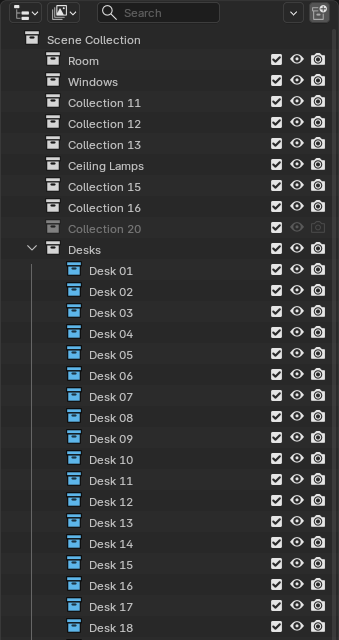 Search
Scene Collection
Room
Windows
Collection 11
Collection 12
Collection 13
Ceiling Lamps
Collection 15
Collection 16
Collection 20
Desks
Desk 01
Desk 02
Desk 03
Desk 04
Desk 05
Desk 06
Desk 07
Desk 08
Desk 09
Desk 10
Desk 11
Desk 12
Desk 13
Desk 14
Desk 15
Desk 16
Desk 17
Desk 18